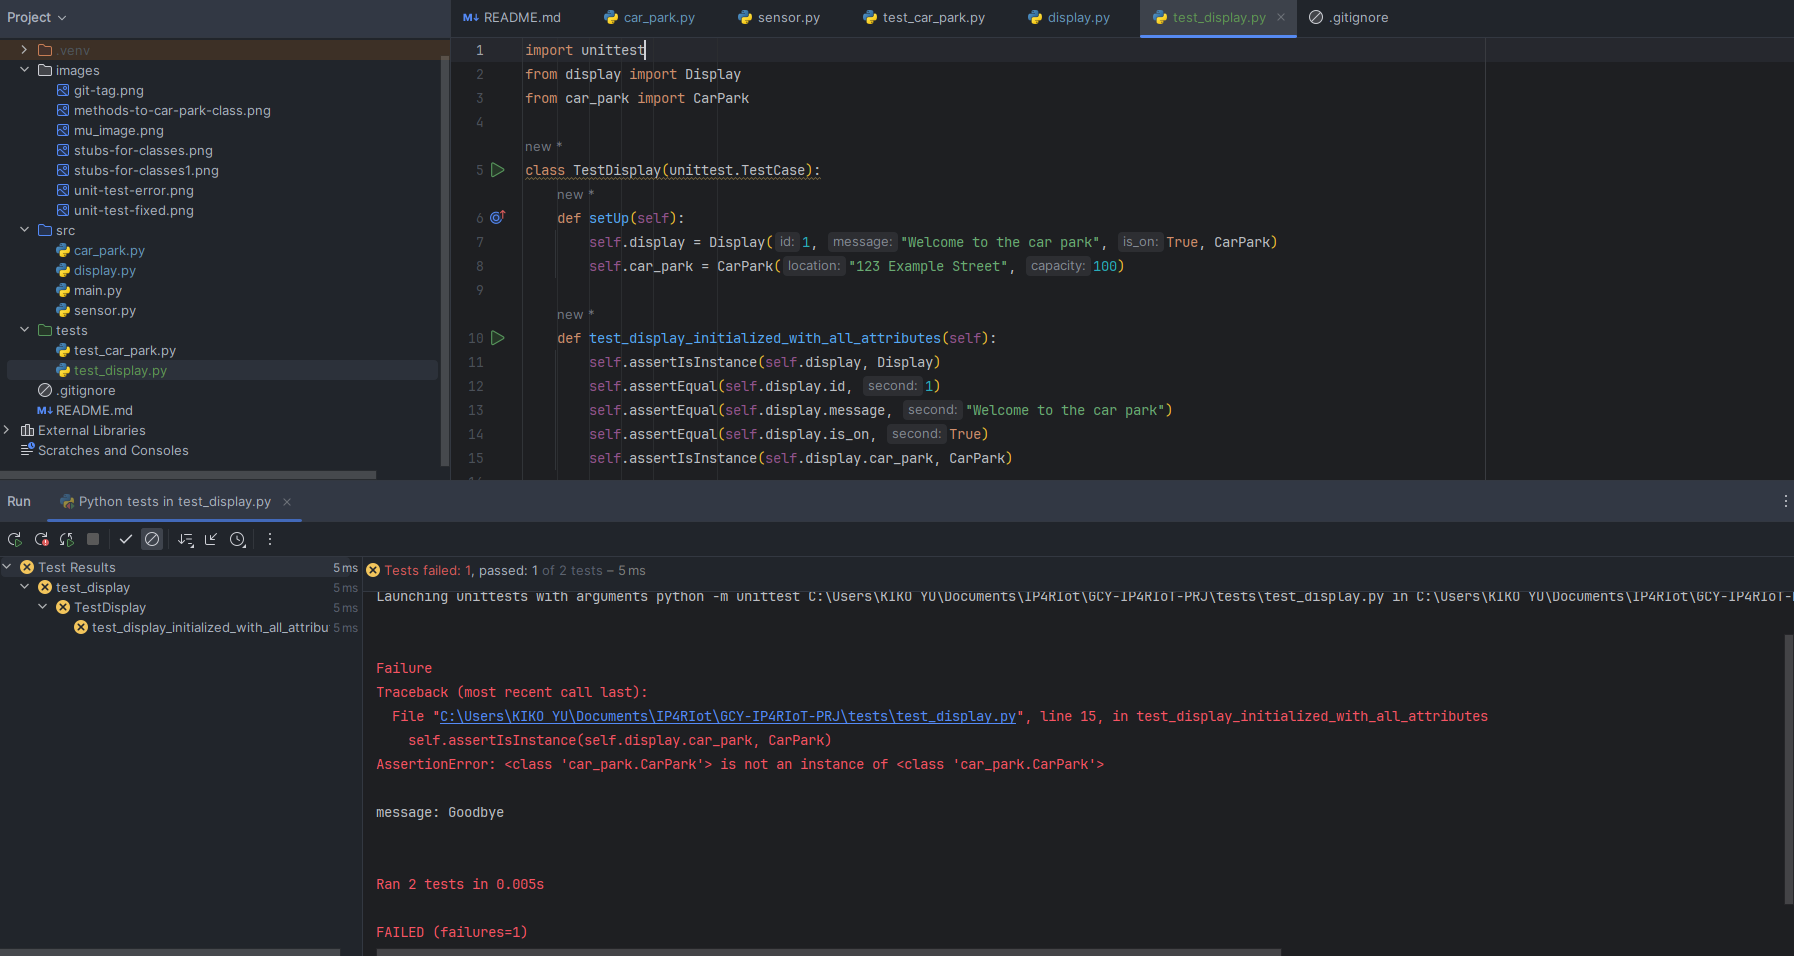 Project
README.md
car_park.py
sensor.py
test_car_park.py
display.py
test_display.py
.gitignore
.venv
images
git-tag.png
methods-to-car-park-class.png
mu_image.png
stubs-for-classes.png
stubs-for-classes1.png
unit-test-error.png
unit-test-fixed.png
src
car_park.py
display.py
main.py
sensor.py
tests
test_car_park.py
test_display.py
.gitignore
M↓ README.md
External Libraries
Scratches and Consoles
1 import unittest
2 from display import Display
3 from car_park import CarPark
4
new *
5 class TestDisplay(unittest.TestCase):
new *
6 def setUp(self):
7 self.display = Display( id: 1, message: "Welcome to the car park", is_on: True, CarPark)
8 self.car_park = CarPark( location: "123 Example Street", capacity: 100)
9
new *
10 def test_display_initialized_with_all_attributes(self):
11 self.assertIsInstance(self.display, Display)
12 self.assertEqual(self.display.id, second: 1)
13 self.assertEqual(self.display.message, second: "Welcome to the car park")
14 self.assertEqual(self.display.is_on, second: True)
15 self.assertIsInstance(self.display.car_park, CarPark)
Run
Python tests in test_display.py
Test Results 5 ms
test_display 5 ms
TestDisplay 5 ms
test_display_initialized_with_all_attribu 5 ms
Tests failed: 1, passed: 1 of 2 tests – 5 ms
Launching unittests with arguments python -m unittest C:\Users\KIKO YU\Documents\IP4RIot\GCY-IP4RIoT-PRJ\tests\test_display.py in C:\Users\KIKO YU\Documents\IP4RIot\GCY-IP4RIoT-
Failure
Traceback (most recent call last):
File "C:\Users\KIKO YU\Documents\IP4RIot\GCY-IP4RIoT-PRJ\tests\test_display.py", line 15, in test_display_initialized_with_all_attributes
self.assertIsInstance(self.display.car_park, CarPark)
AssertionError: <class 'car_park.CarPark'> is not an instance of <class 'car_park.CarPark'>
message: Goodbye
Ran 2 tests in 0.005s
FAILED (failures=1)